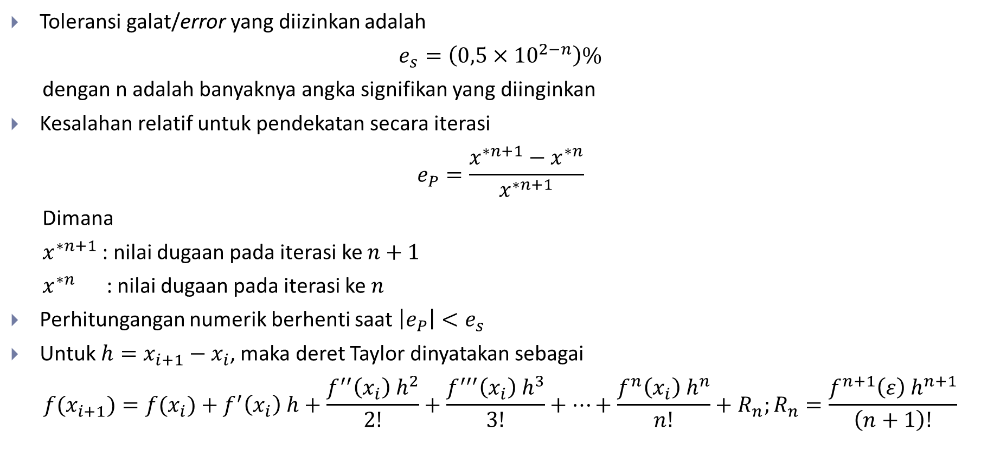 Toleransi galat/error yang diizinkan adalah
e_s = (0,5 × 10^{2−n})%
dengan n adalah banyaknya angka signifikan yang diinginkan
Kesalahan relatif untuk pendekatan secara iterasi
e_P = \frac{x^{*n+1} − x^{*n}}{x^{*n+1}}
Dimana
x^{*n+1} : nilai dugaan pada iterasi ke n + 1
x^{*n} : nilai dugaan pada iterasi ke n
Perhitungangan numerik berhenti saat |e_P| < e_s
Untuk h = x_{i+1} − x_i, maka deret Taylor dinyatakan sebagai
f(x_{i+1}) = f(x_i) + f′(x_i) h + \frac{f′′(x_i) h^2}{2!} + \frac{f′′′(x_i) h^3}{3!} + ⋯ + \frac{f^n(x_i) h^n}{n!} + R_n; R_n = \frac{f^{n+1}(ε) h^{n+1}}{(n + 1)!}